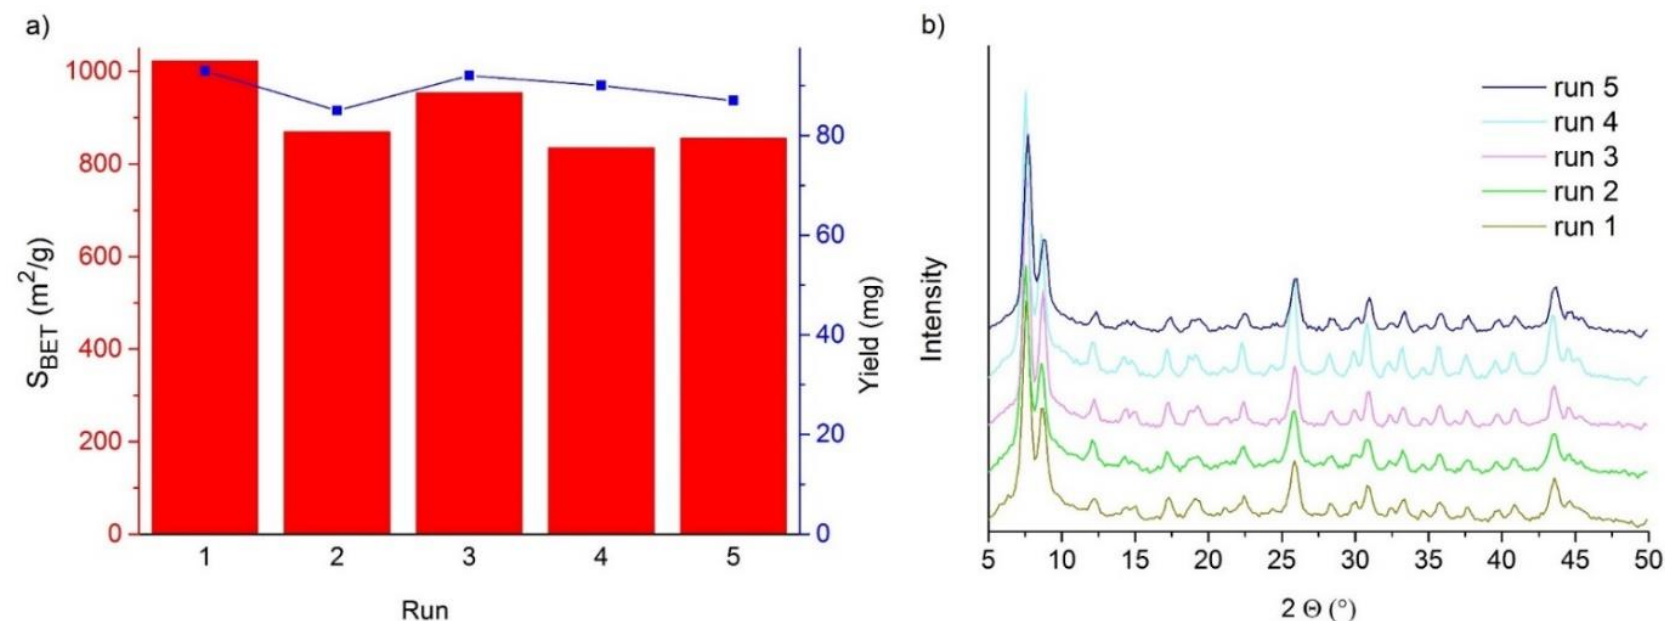 a)
S_BET (m²/g)
1000
800
600
400
200
0
80
60
40
20
0
Yield (mg)
1 2 3 4 5
Run
b)
Intensity
run 5
run 4
run 3
run 2
run 1
5 10 15 20 25 30 35 40 45 50
2 Θ (°)